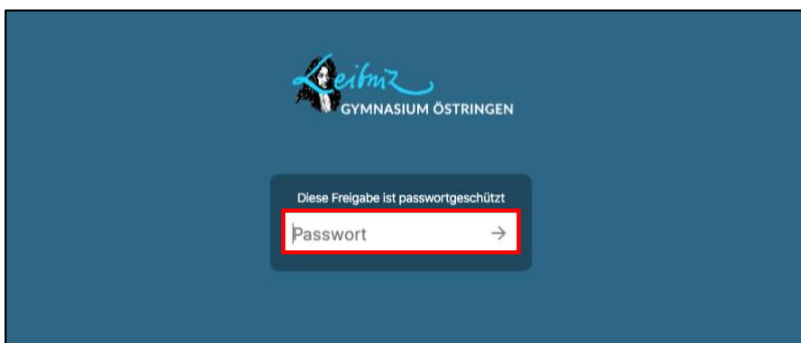 Leibniz
GYMNASIUM ÖSTRINGEN
Diese Freigabe ist passwortgeschützt
Passwort